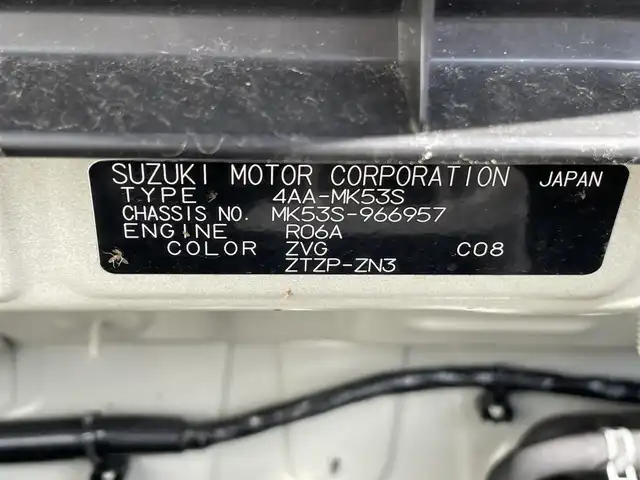 SUZUKI MOTOR CORPORATION JAPAN
TYPE 4AA-MK53S
CHASSIS NO. MK53S-966957
ENGINE R06A
COLOR ZVG C08
ZTZP-ZN3